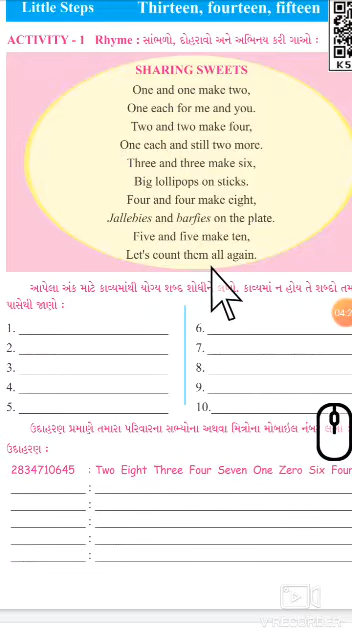 Little Steps Thirteen, fourteen, fifteen
K5
ACTIVITY - 1 Rhyme : સાંભળો, દોહરાવો અને અભિનય કરી ગાઓ :
SHARING SWEETS
One and one make two,
One each for me and you.
Two and two make four,
One each and still two more.
Three and three make six,
Big lollipops on sticks.
Four and four make eight,
Jallebies and barfies on the plate.
Five and five make ten,
Let's count them all again.
આપેલા અંક માટે કાવ્યમાંથી યોગ્ય શબ્દ શોધીને લખો. કાવ્યમાં ન હોય તે શબ્દો તમ
પાસેથી જાણો :
04:2
1. 6.
2. 7.
3. 8.
4. 9.
5. 10.
ઉદાહરણ પ્રમાણે તમારા પરિવારના સભ્યોના અથવા મિત્રોના મોબાઇલ નંબર
ઉદાહરણ :
2834710645 : Two Eight Three Four Seven One Zero Six Four
:
:
:
:
:
VRECORDER